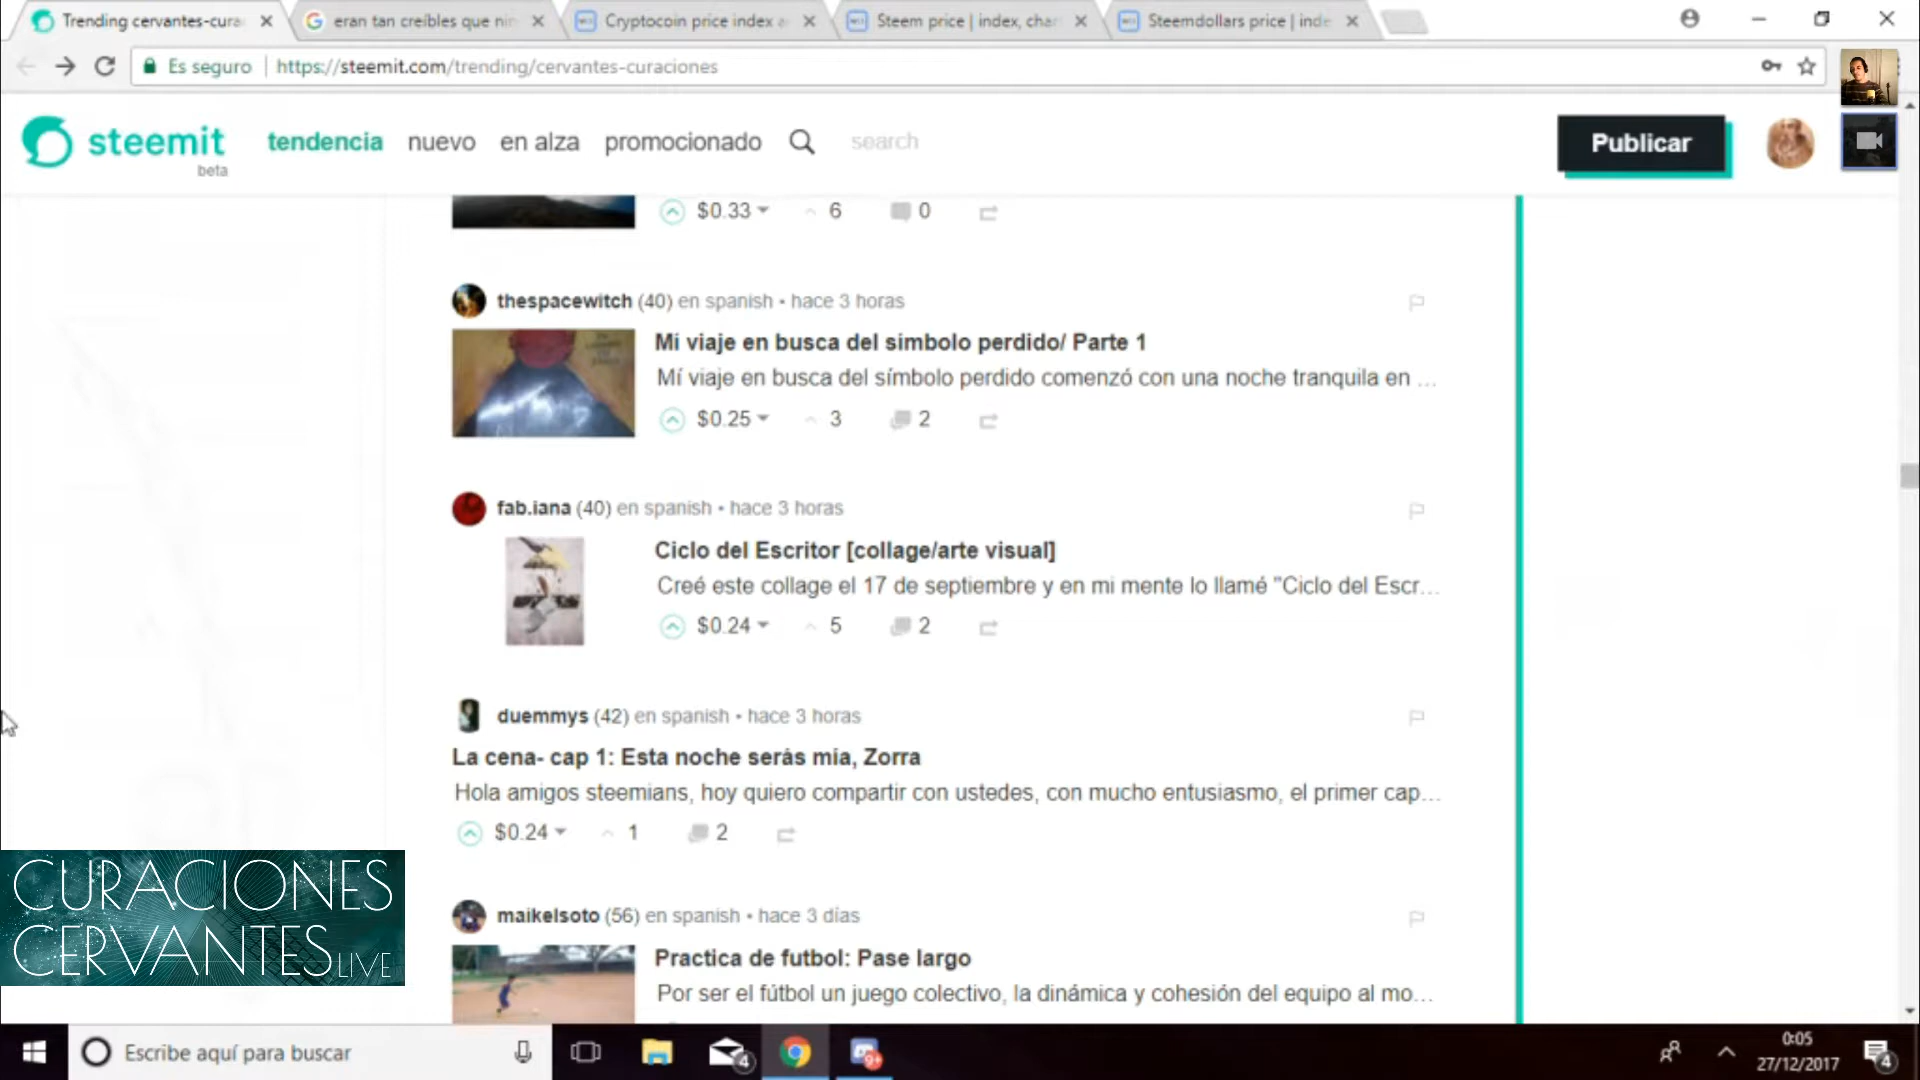 Trending cervantes-cura
eran tan creíbles que nin
Cryptocoin price index a
Steem price | index, char
Steemdollars price | inde
Es seguro
https://steemit.com/trending/cervantes-curaciones
steemit
beta
tendencia
nuevo
en alza
promocionado
search
Publicar
$0.33 6 0
thespacewitch (40) en spanish • hace 3 horas
Mi viaje en busca del simbolo perdido/ Parte 1
Mí viaje en busca del símbolo perdido comenzó con una noche tranquila en ...
$0.25 3 2
fab.iana (40) en spanish • hace 3 horas
Ciclo del Escritor [collage/arte visual]
Creé este collage el 17 de septiembre y en mi mente lo llamé "Ciclo del Escr...
$0.24 5 2
duemmys (42) en spanish • hace 3 horas
La cena- cap 1: Esta noche serás mía, Zorra
Hola amigos steemians, hoy quiero compartir con ustedes, con mucho entusiasmo, el primer cap...
$0.24 1 2
maikelsoto (56) en spanish • hace 3 días
Practica de futbol: Pase largo
Por ser el fútbol un juego colectivo, la dinámica y cohesión del equipo al mo...
CURACIONES
CERVANTES LIVE
Escribe aquí para buscar
4
9+
0:05
27/12/2017
4